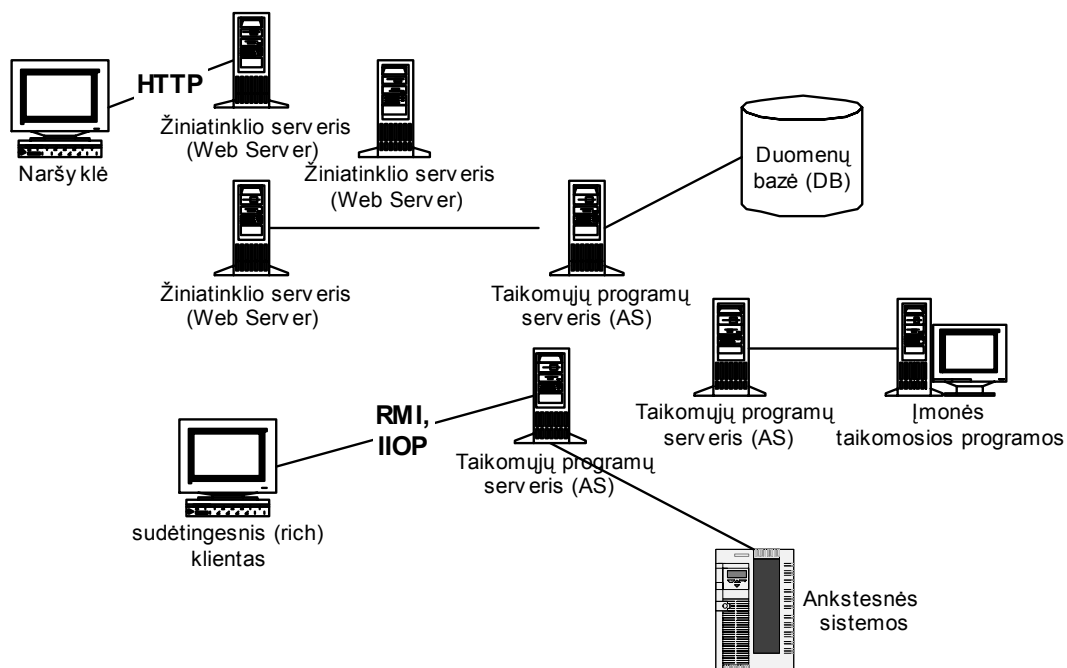 HTTP
Naršyklė
Žiniatinklio serveris
(Web Server)
Žiniatinklio serveris
(Web Server)
Duomenų
bazė (DB)
Žiniatinklio serveris
(Web Server)
Taikomųjų programų
serveris (AS)
Taikomųjų programų
serveris (AS)
Įmonės
taikomosios programos
RMI,
IIOP
Taikomųjų programų
serveris (AS)
sudėtingesnis (rich)
klientas
Ankstesnės
sistemos